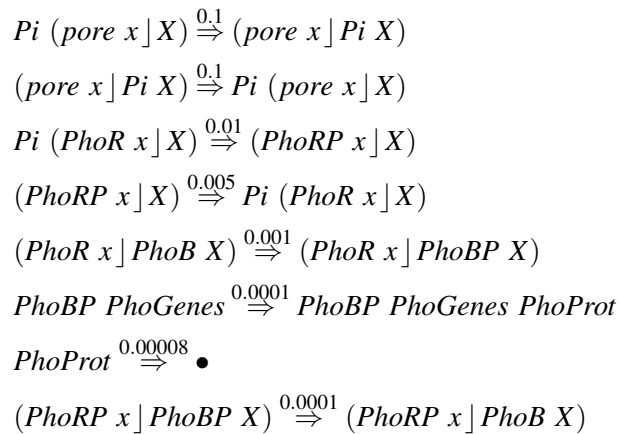 Pi (pore x⌋X) ⇒^0.1 (pore x⌋Pi X)
(pore x⌋Pi X) ⇒^0.1 Pi (pore x⌋X)
Pi (PhoR x⌋X) ⇒^0.01 (PhoRP x⌋X)
(PhoRP x⌋X) ⇒^0.005 Pi (PhoR x⌋X)
(PhoR x⌋PhoB X) ⇒^0.001 (PhoR x⌋PhoBP X)
PhoBP PhoGenes ⇒^0.0001 PhoBP PhoGenes PhoProt
PhoProt ⇒^0.00008 •
(PhoRP x⌋PhoBP X) ⇒^0.0001 (PhoRP x⌋PhoB X)